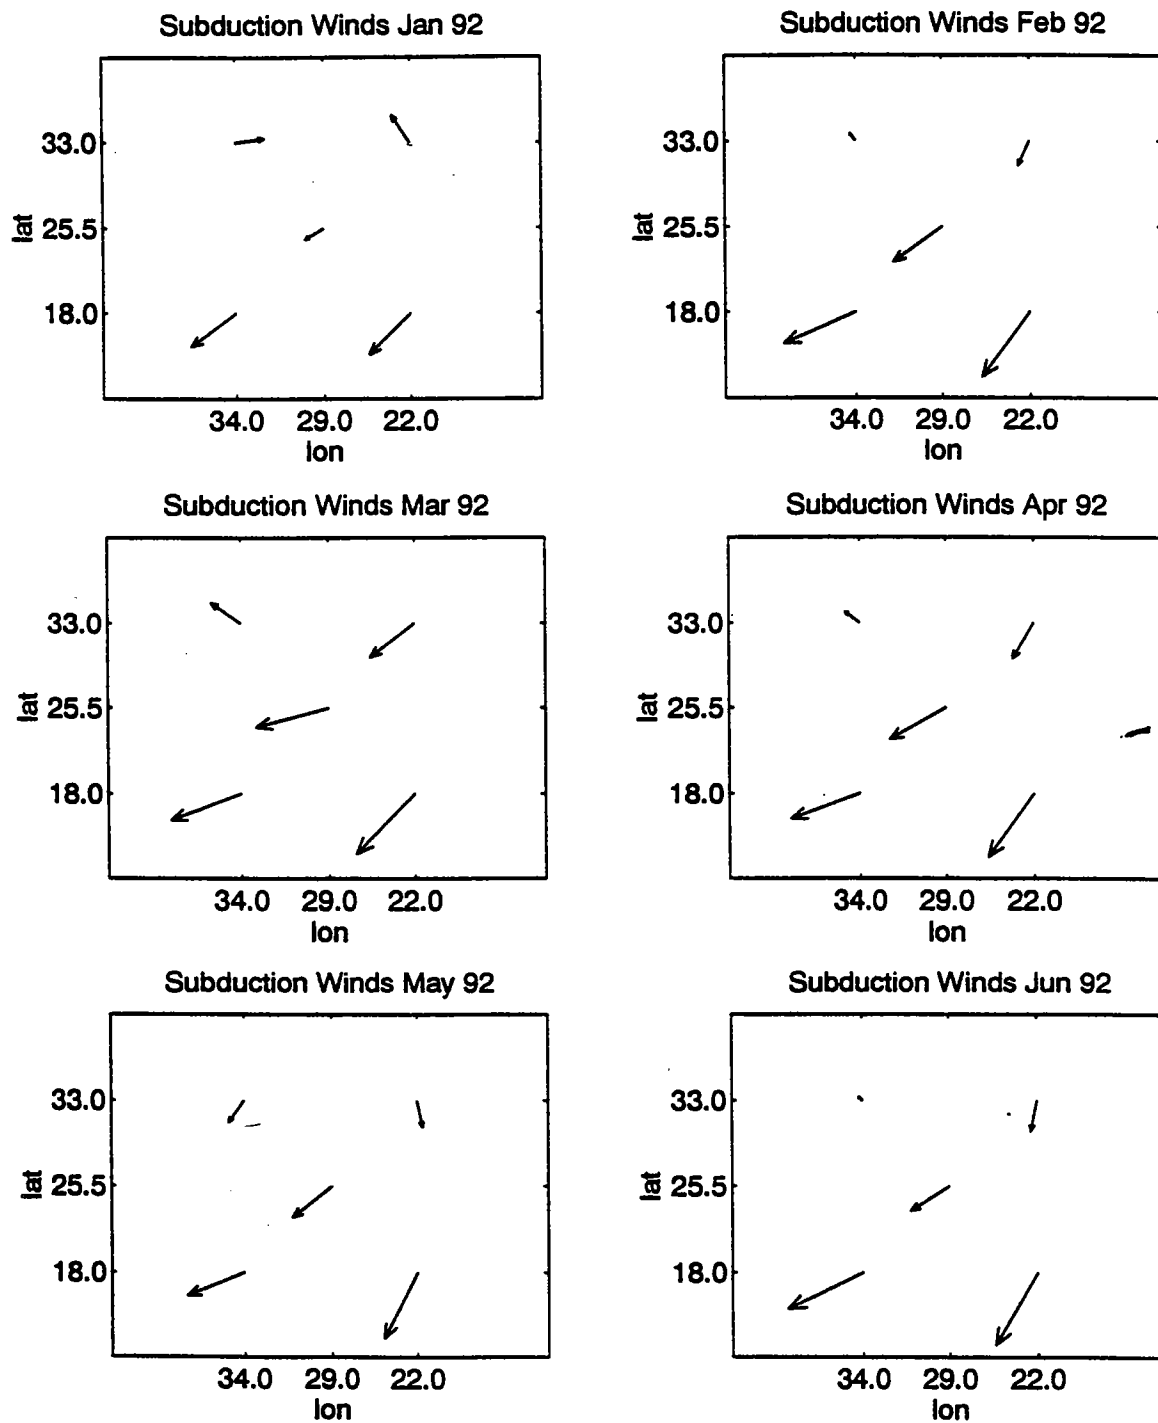 Subduction Winds Jan 92
33.0
25.5
18.0
lat
34.0 29.0 22.0
lon
Subduction Winds Feb 92
33.0
25.5
18.0
lat
34.0 29.0 22.0
lon
Subduction Winds Mar 92
33.0
25.5
18.0
lat
34.0 29.0 22.0
lon
Subduction Winds Apr 92
33.0
25.5
18.0
lat
34.0 29.0 22.0
lon
Subduction Winds May 92
33.0
25.5
18.0
lat
34.0 29.0 22.0
lon
Subduction Winds Jun 92
33.0
25.5
18.0
lat
34.0 29.0 22.0
lon